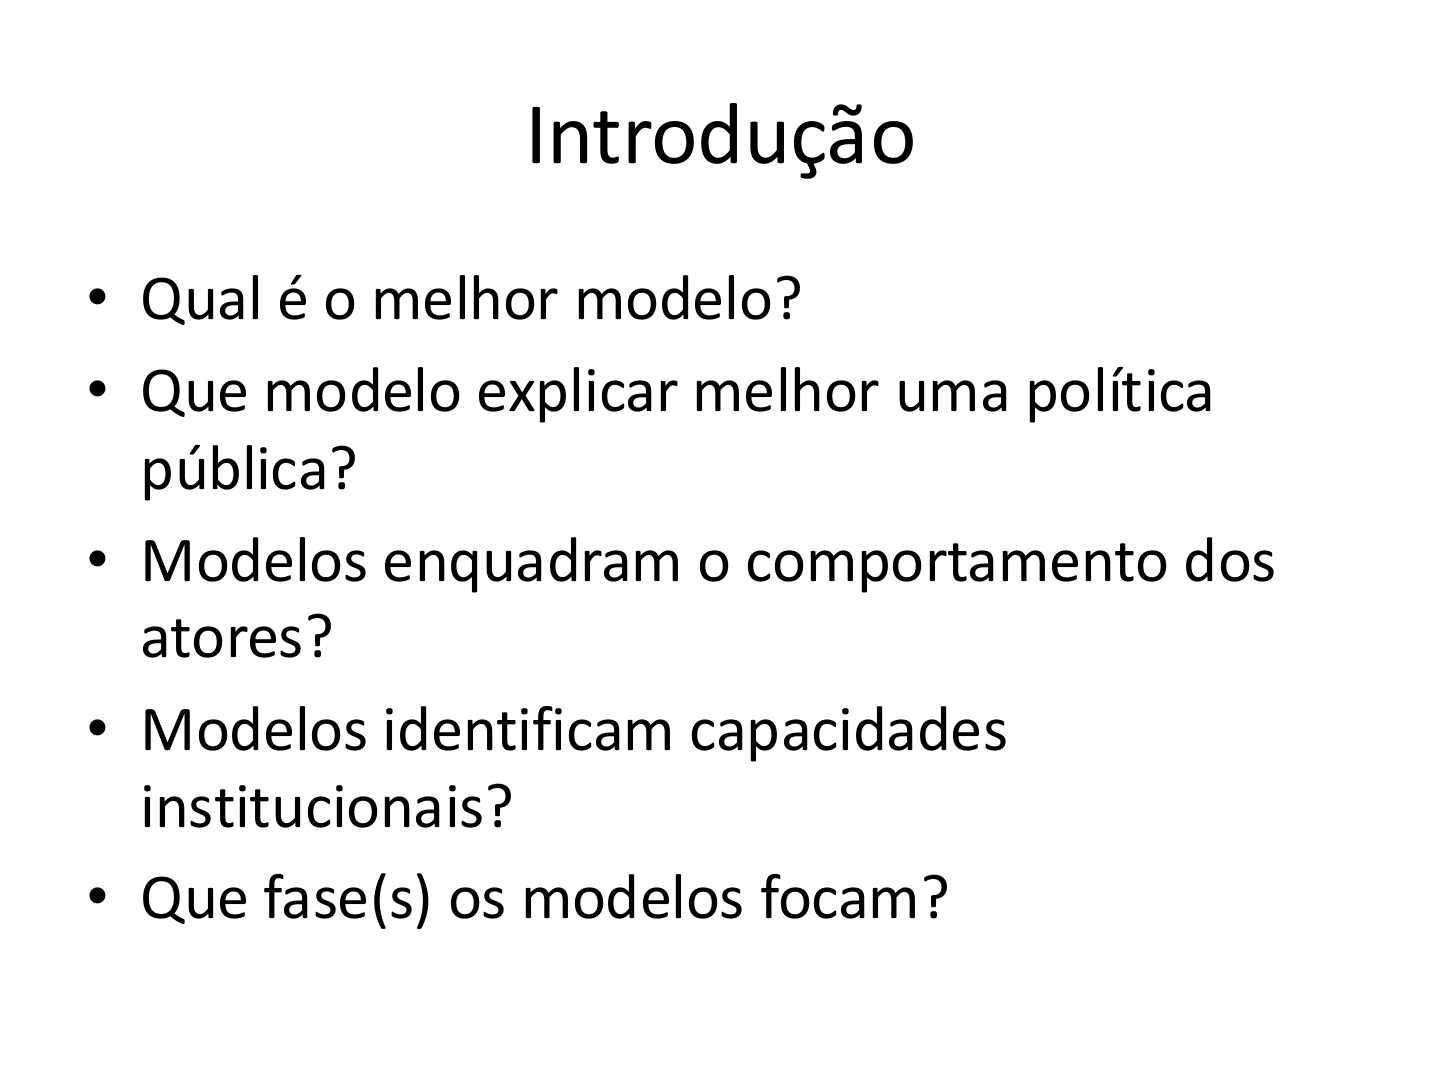 Introdução
• Qual é o melhor modelo?
• Que modelo explicar melhor uma política
pública?
• Modelos enquadram o comportamento dos
atores?
• Modelos identificam capacidades
institucionais?
• Que fase(s) os modelos focam?